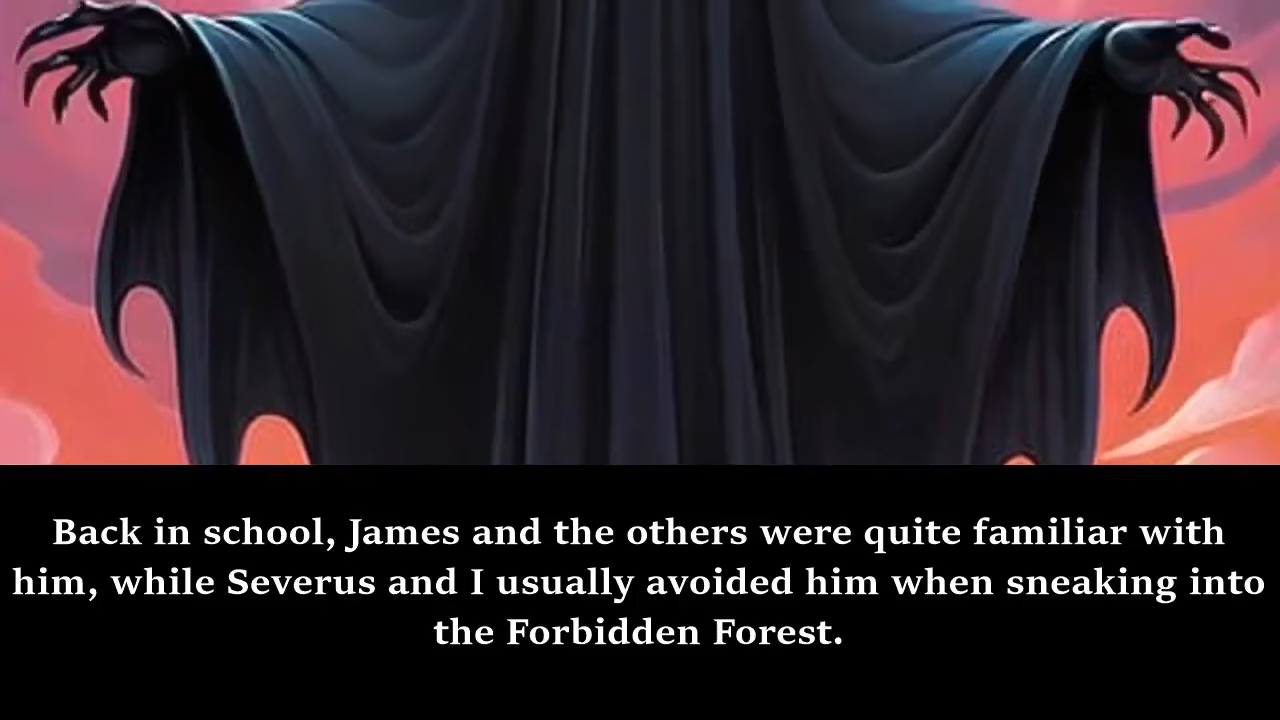 Back in school, James and the others were quite familiar with
him, while Severus and I usually avoided him when sneaking into
the Forbidden Forest.